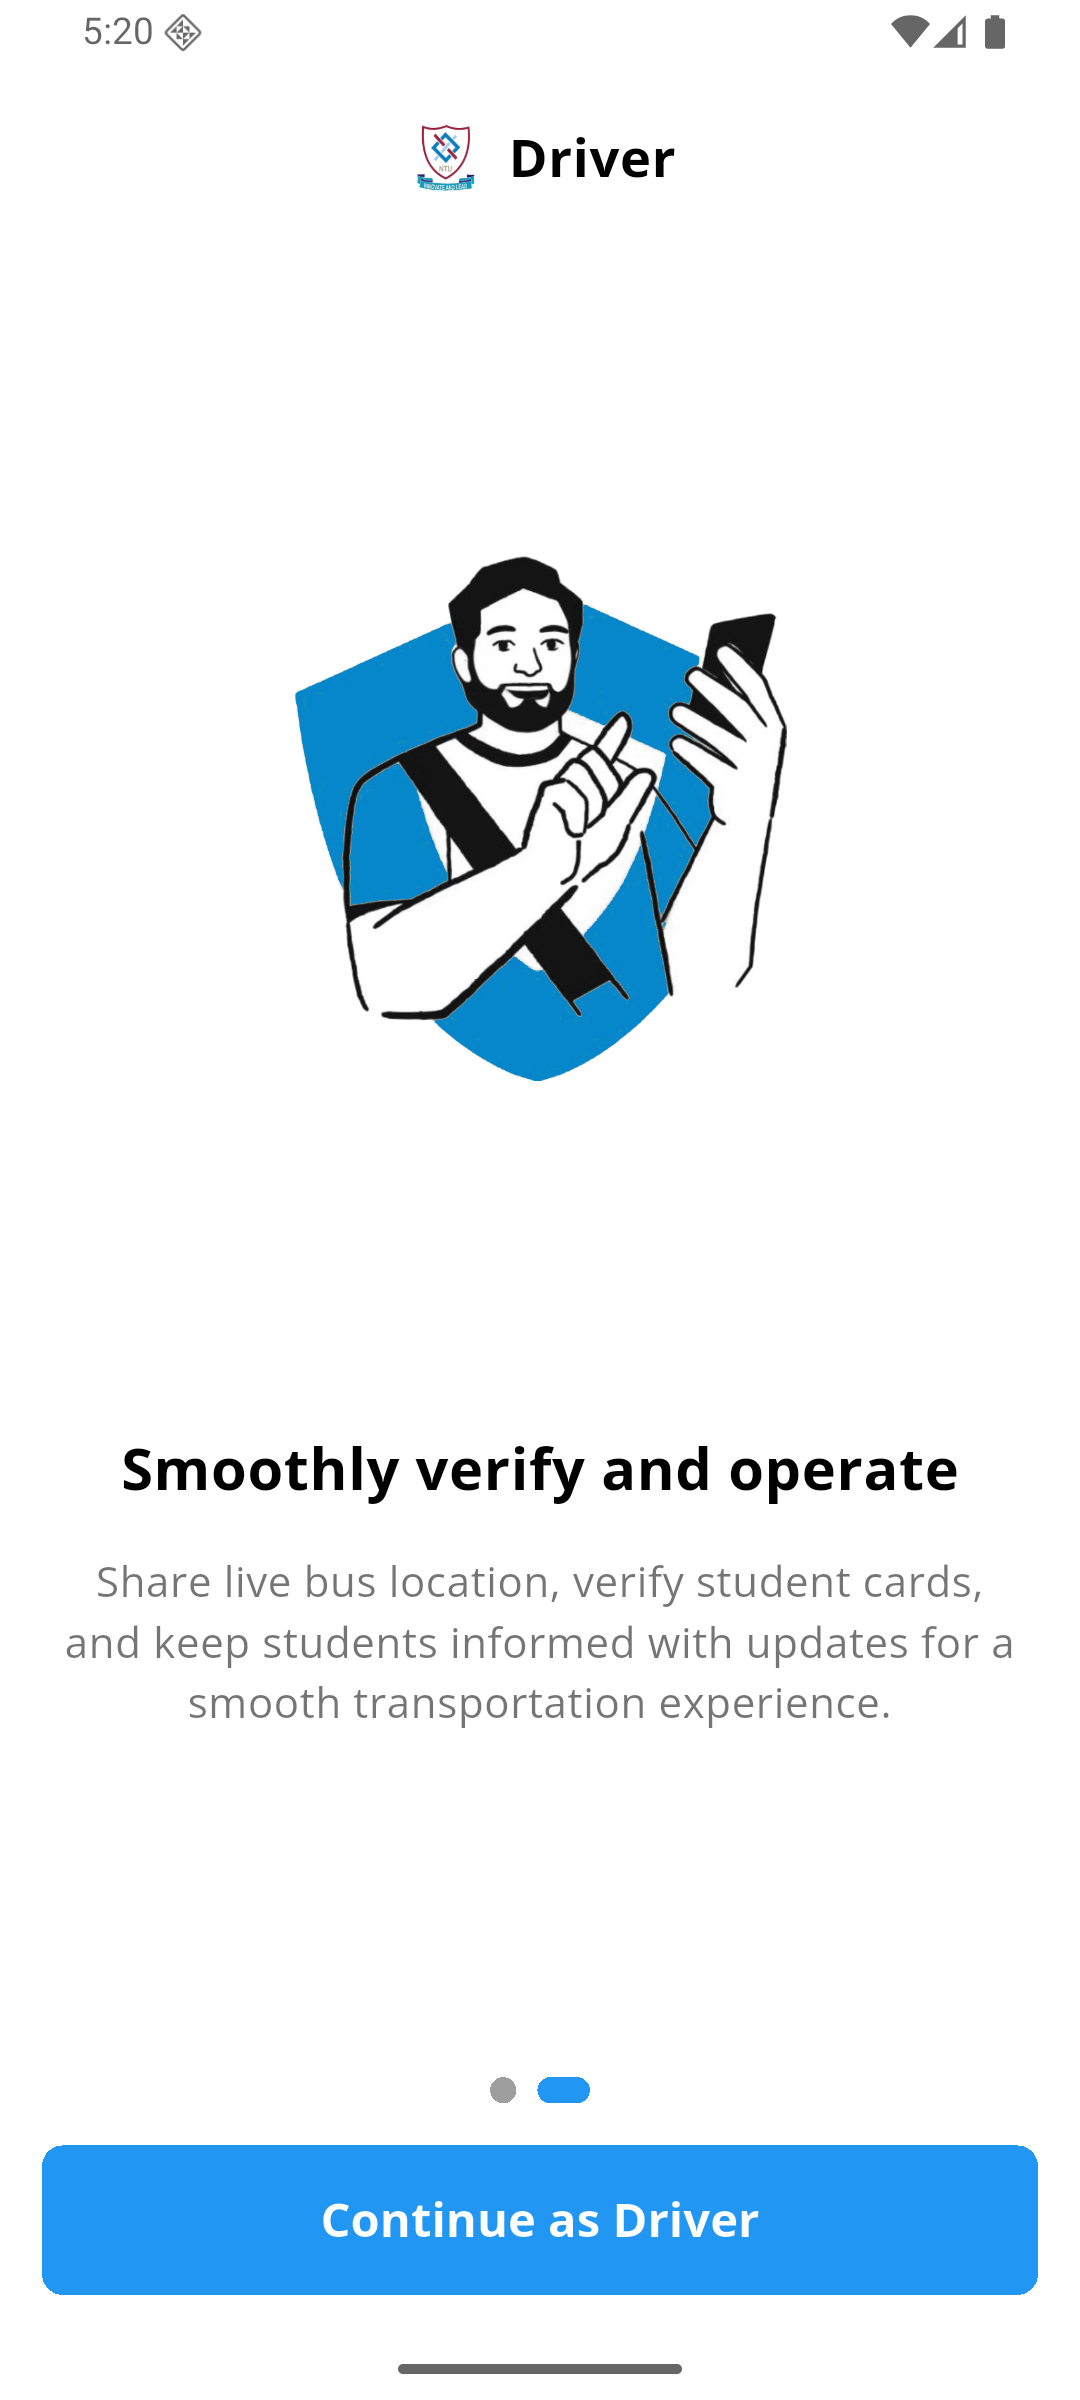 5:20
NTU
Driver
Smoothly verify and operate
Share live bus location, verify student cards,
and keep students informed with updates for a
smooth transportation experience.
Continue as Driver